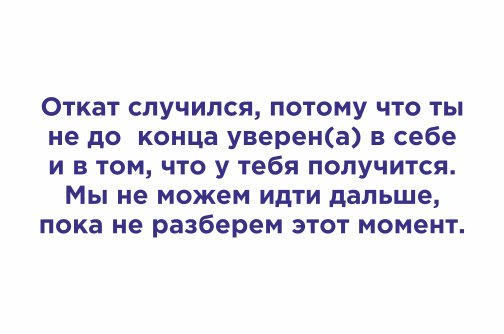 Откат случился, потому что ты
не до  конца уверен(а) в себе
и в том, что у тебя получится.
Мы не можем идти дальше,
пока не разберем этот момент.